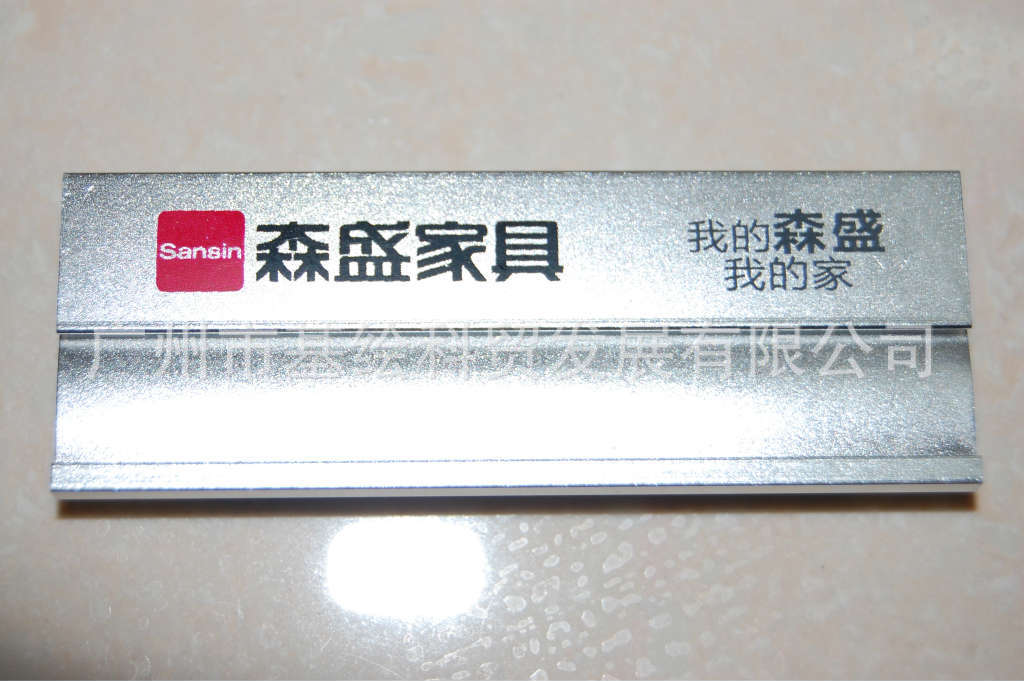 Sansin 森盛家具
我的森盛
我的家
广州市基绘科贸发展有限公司